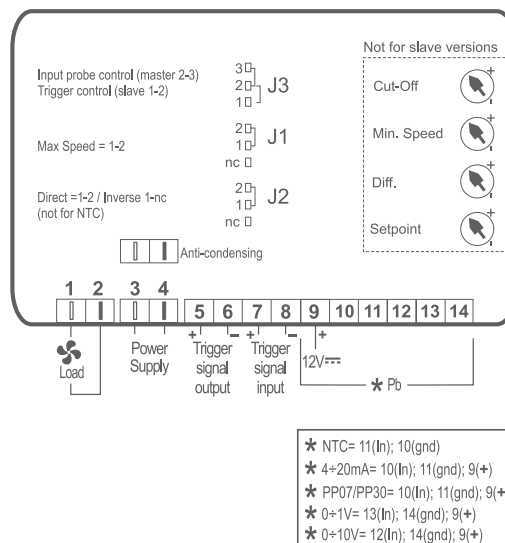 Not for slave versions
Input probe control (master 2-3)
Trigger control (slave 1-2)
3
2
1
J3
Cut-Off
+
-
Max Speed = 1-2
2
1
nc
J1
Min. Speed
+
-
Direct =1-2 / Inverse 1-nc
(not for NTC)
2
1
nc
J2
Diff.
+
-
Setpoint
+
-
Anti-condensing
1 2 3 4 5 6 7 8 9 10 11 12 13 14
+ - + - +
Load
Power
Supply
Trigger
signal
output
Trigger
signal
input
12V
* Pb
* NTC= 11(In); 10(gnd)
* 4÷20mA= 10(In); 11(gnd); 9(+)
* PP07/PP30= 10(In); 11(gnd); 9(+
* 0÷1V= 13(In); 14(gnd); 9(+)
* 0÷10V= 12(In); 14(gnd); 9(+)